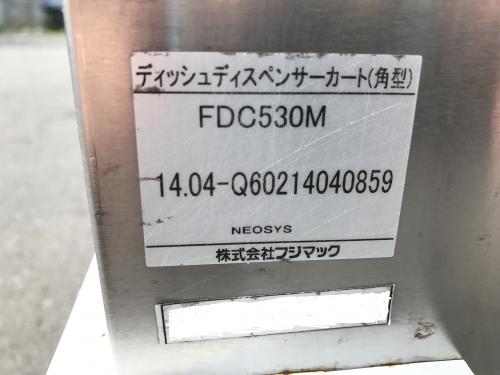 ディッシュディスペンサーカート(角型)
FDC530M
14.04-Q60214040859
NEOSYS
株式会社フジマック